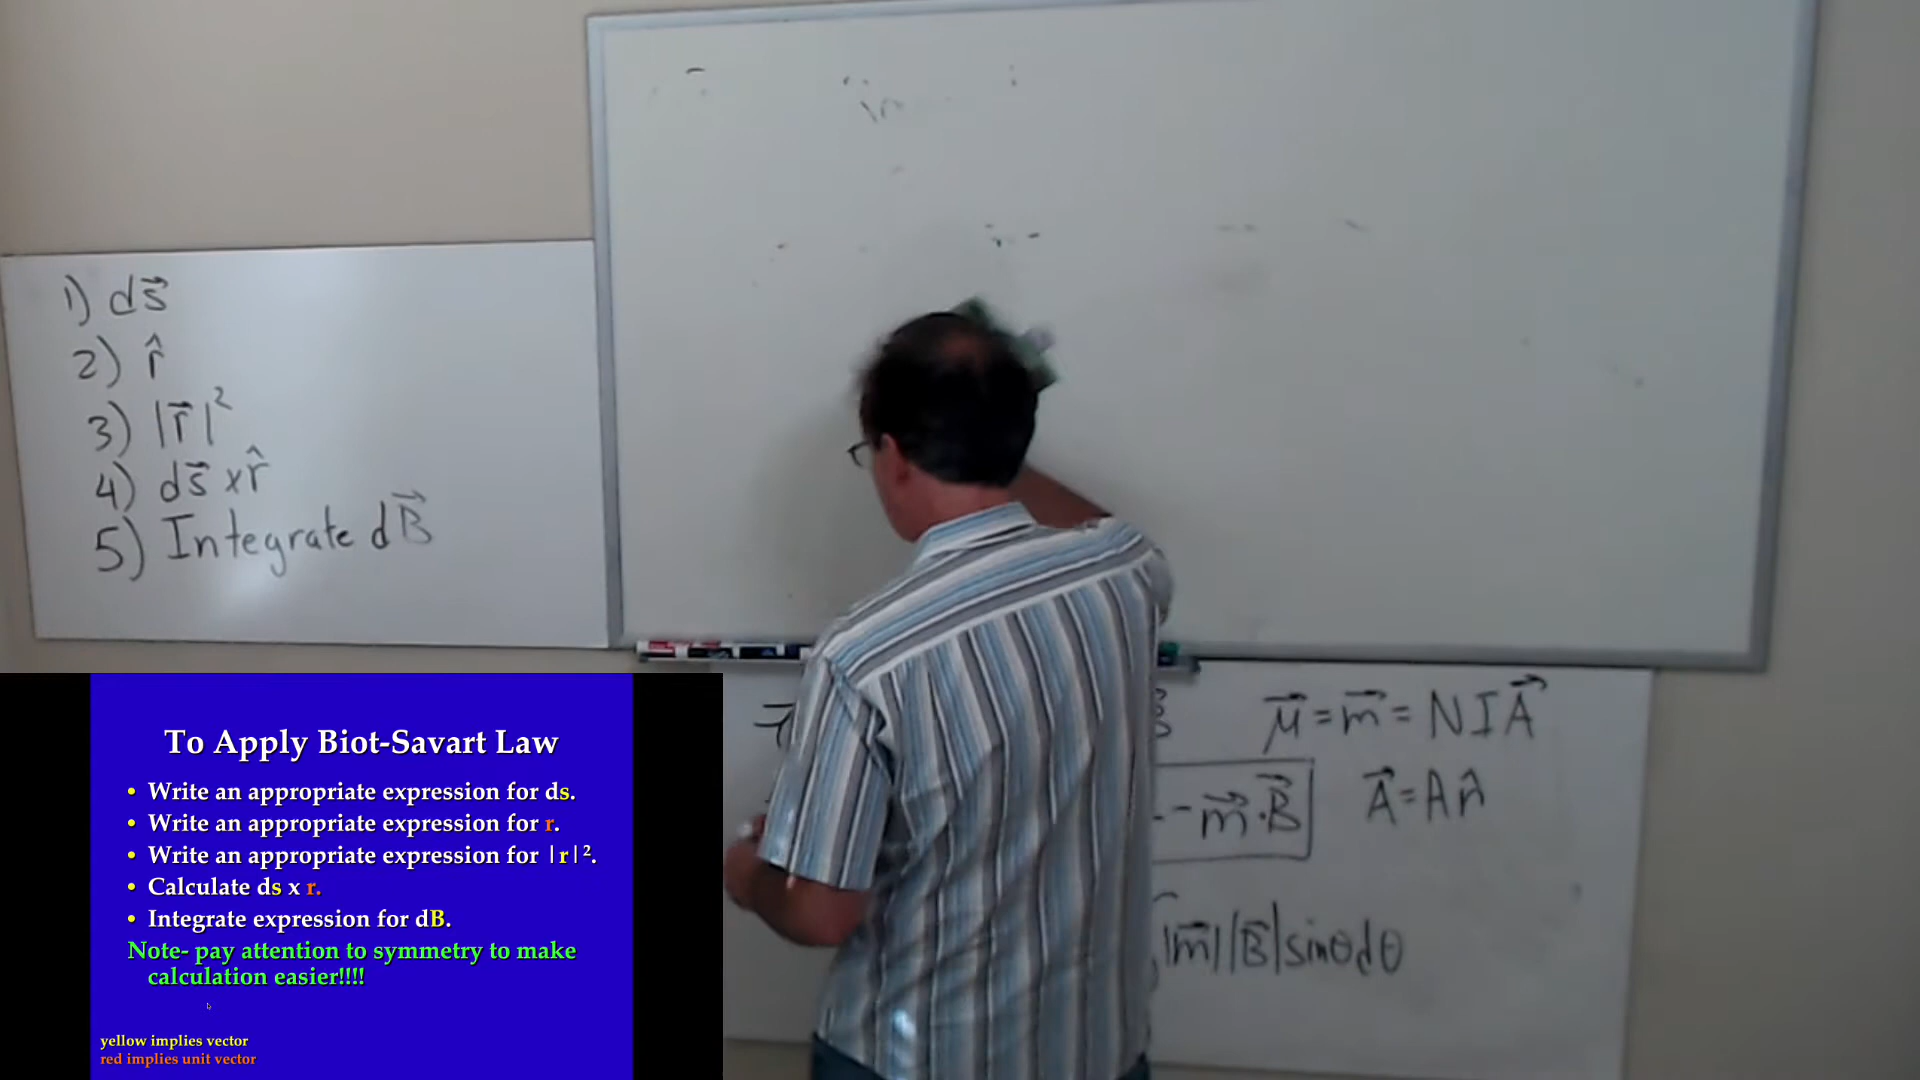 1) ds⃗
2) r̂
3) |r⃗|²
4) ds⃗ x r̂
5) Integrate dB⃗
μ⃗ = m⃗ = NIA⃗
- m⃗·B⃗
A⃗ = An̂
|m⃗||B⃗|sinθdθ
To Apply Biot-Savart Law
• Write an appropriate expression for ds.
• Write an appropriate expression for r.
• Write an appropriate expression for |r|².
• Calculate ds x r.
• Integrate expression for dB.
Note- pay attention to symmetry to make
calculation easier!!!!
yellow implies vector
red implies unit vector